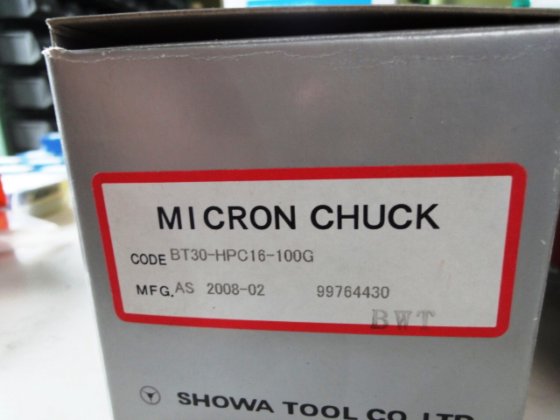 MICRON CHUCK
CODE BT30-HPC16-100G
MFG. AS 2008-02 99764430
BWT
SHOWA TOOL CO. LTD